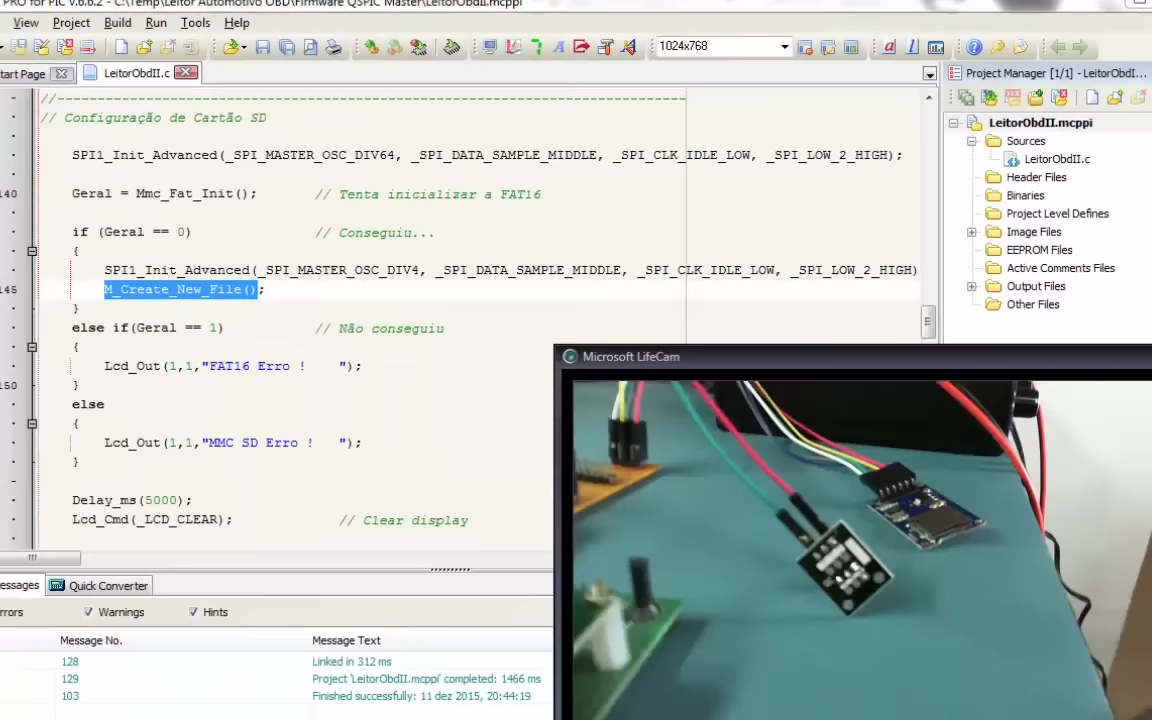 PRO for PIC v.6.6.2 - C:\Temp\Leitor Automotivo OBD\Firmware QSPIC Master\LeitorObdII.mcppi
View Project Build Run Tools Help
1024x768
tart Page LeitorObdII.c
Project Manager [1/1] - LeitorObdI...
//------------------------------------------------------------------------------
// Configuração de Cartão SD
SPI1_Init_Advanced(_SPI_MASTER_OSC_DIV64, _SPI_DATA_SAMPLE_MIDDLE, _SPI_CLK_IDLE_LOW, _SPI_LOW_2_HIGH);
140 Geral = Mmc_Fat_Init(); // Tenta inicializar a FAT16
if (Geral == 0) // Conseguiu...
{
SPI1_Init_Advanced(_SPI_MASTER_OSC_DIV4, _SPI_DATA_SAMPLE_MIDDLE, _SPI_CLK_IDLE_LOW, _SPI_LOW_2_HIGH)
145 M_Create_New_File();
}
else if(Geral == 1) // Não conseguiu
{
Lcd_Out(1,1,"FAT16 Erro !    ");
150 }
else
{
Lcd_Out(1,1,"MMC SD Erro !   ");
}
Delay_ms(5000);
Lcd_Cmd(_LCD_CLEAR); // Clear display
LeitorObdII.mcppi
Sources
LeitorObdII.c
Header Files
Binaries
Project Level Defines
Image Files
EEPROM Files
Active Comments Files
Output Files
Other Files
Microsoft LifeCam
essages Quick Converter
rrors Warnings Hints
Message No. Message Text
128 Linked in 312 ms
129 Project 'LeitorObdII.mcppi' completed: 1466 ms
103 Finished successfully: 11 dez 2015, 20:44:19